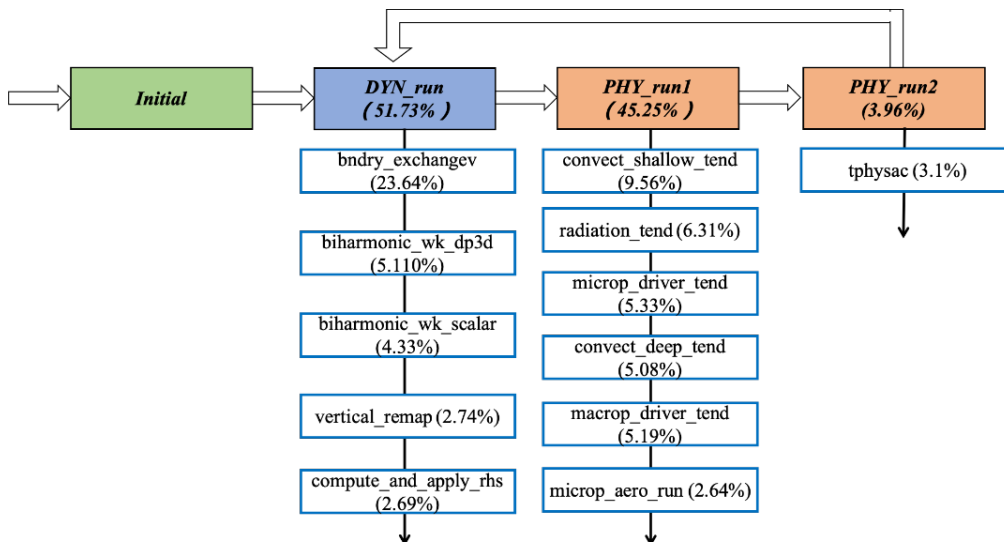 Initial
DYN_run
( 51.73% )
PHY_run1
( 45.25% )
PHY_run2
(3.96%)
bndry_exchangev
(23.64%)
biharmonic_wk_dp3d
(5.110%)
biharmonic_wk_scalar
(4.33%)
vertical_remap (2.74%)
compute_and_apply_rhs
(2.69%)
convect_shallow_tend
(9.56%)
radiation_tend (6.31%)
microp_driver_tend
(5.33%)
convect_deep_tend
(5.08%)
macrop_driver_tend
(5.19%)
microp_aero_run (2.64%)
tphysac (3.1%)